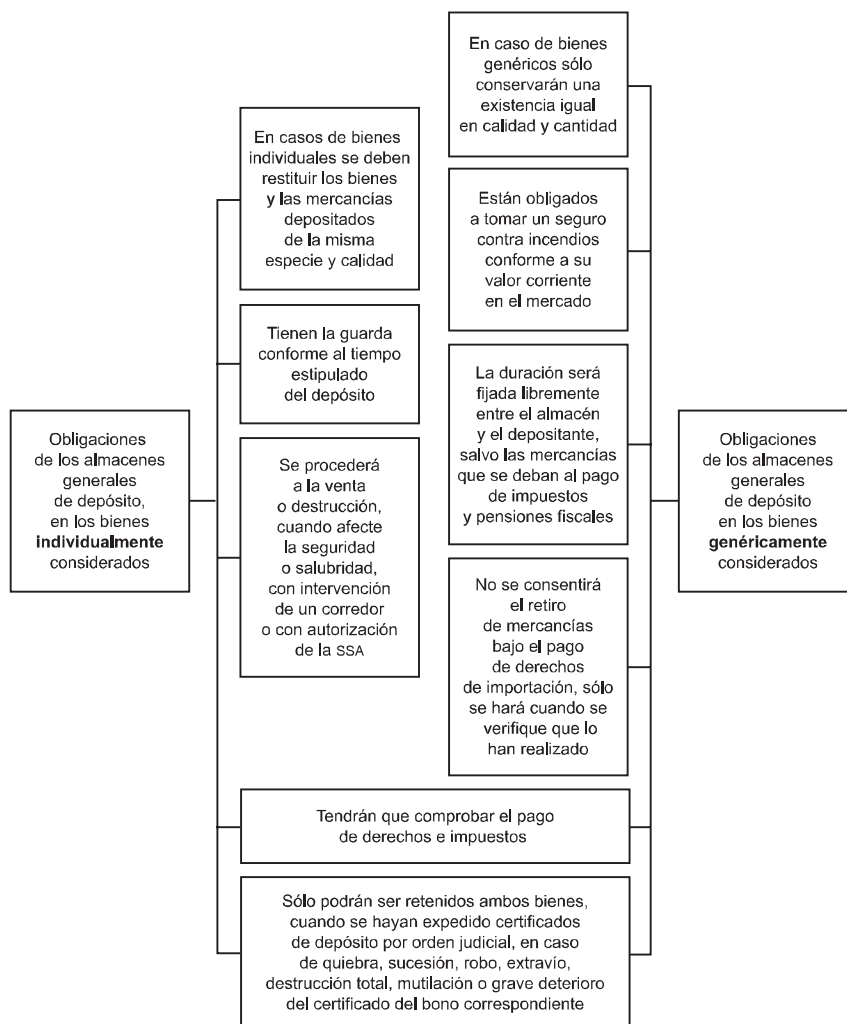 Obligaciones
de los almacenes
generales
de depósito,
en los bienes
individualmente
considerados
En casos de bienes
individuales se deben
restituir los bienes
y las mercancías
depositados
de la misma
especie y calidad
Tienen la guarda
conforme al tiempo
estipulado
del depósito
Se procederá
a la venta
o destrucción,
cuando afecte
la seguridad
o salubridad,
con intervención
de un corredor
o con autorización
de la SSA
En caso de bienes
genéricos sólo
conservarán una
existencia igual
en calidad y cantidad
Están obligados
a tomar un seguro
contra incendios
conforme a su
valor corriente
en el mercado
La duración será
fijada libremente
entre el almacén
y el depositante,
salvo las mercancías
que se deban al pago
de impuestos
y pensiones fiscales
No se consentirá
el retiro
de mercancías
bajo el pago
de derechos
de importación, sólo
se hará cuando se
verifique que lo
han realizado
Obligaciones
de los almacenes
generales
de depósito
en los bienes
genéricamente
considerados
Tendrán que comprobar el pago
de derechos e impuestos
Sólo podrán ser retenidos ambos bienes,
cuando se hayan expedido certificados
de depósito por orden judicial, en caso
de quiebra, sucesión, robo, extravío,
destrucción total, mutilación o grave deterioro
del certificado del bono correspondiente